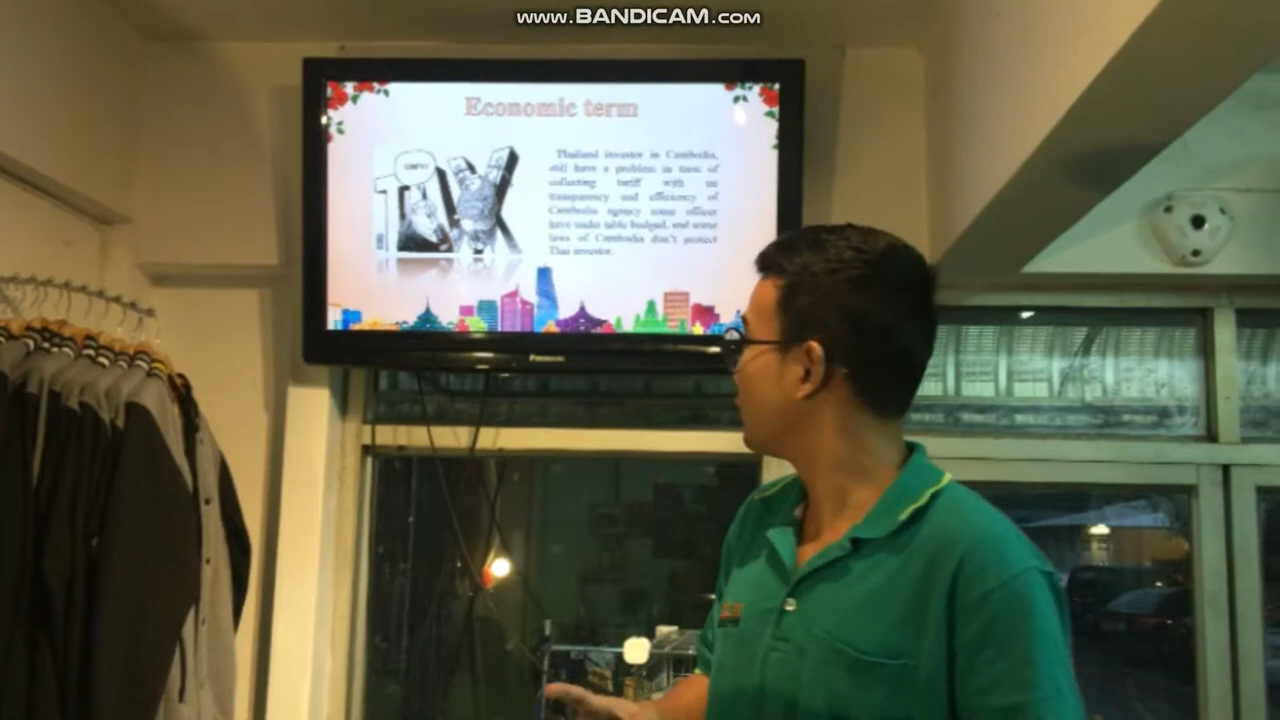 www.BANDICAM.com
Economic term
Thailand investor in Cambodia,
still have a problem in term of
collecting tariff with no
transparency and efficiency of
Cambodia agency some officer
have under table budget, and some
laws of Cambodia don't protect
Thai investor.
Panasonic